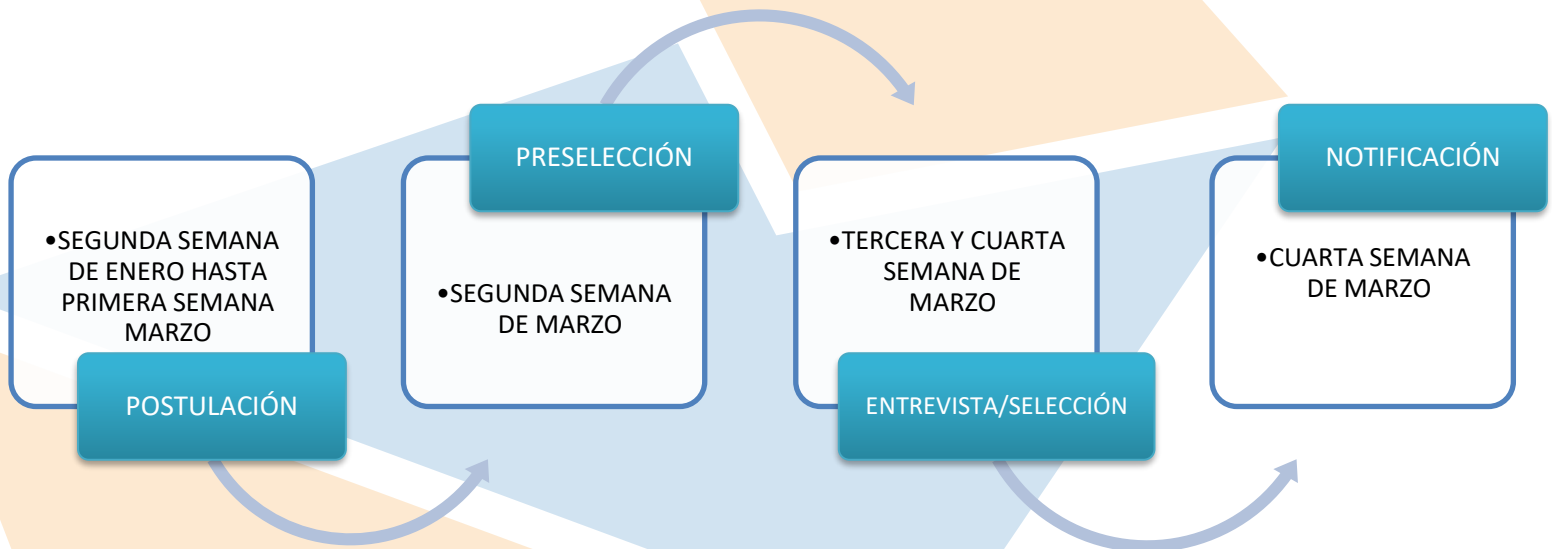 •SEGUNDA SEMANA
DE ENERO HASTA
PRIMERA SEMANA
MARZO
POSTULACIÓN
PRESELECCIÓN
•SEGUNDA SEMANA
DE MARZO
•TERCERA Y CUARTA
SEMANA DE
MARZO
ENTREVISTA/SELECCIÓN
NOTIFICACIÓN
•CUARTA SEMANA
DE MARZO